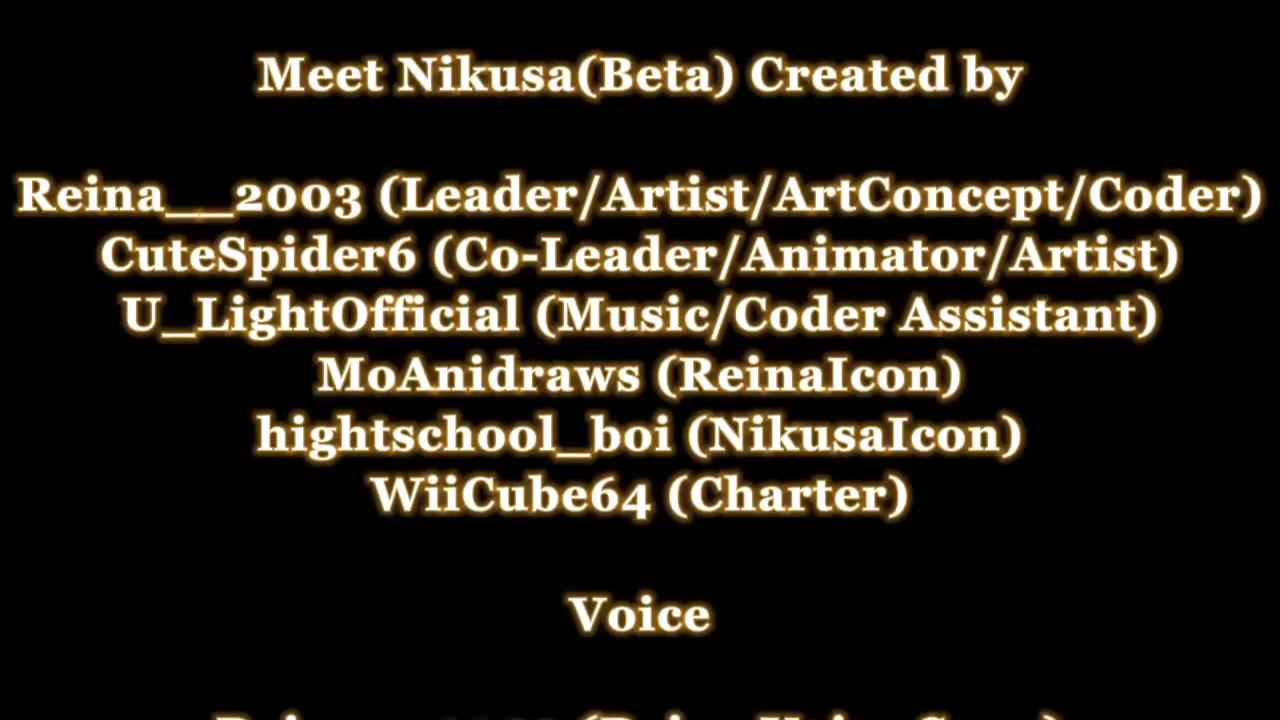 Meet Nikusa(Beta) Created by
Reina__2003 (Leader/Artist/ArtConcept/Coder)
CuteSpider6 (Co-Leader/Animator/Artist)
U_LightOfficial (Music/Coder Assistant)
MoAnidraws (ReinaIcon)
hightschool_boi (NikusaIcon)
WiiCube64 (Charter)
Voice